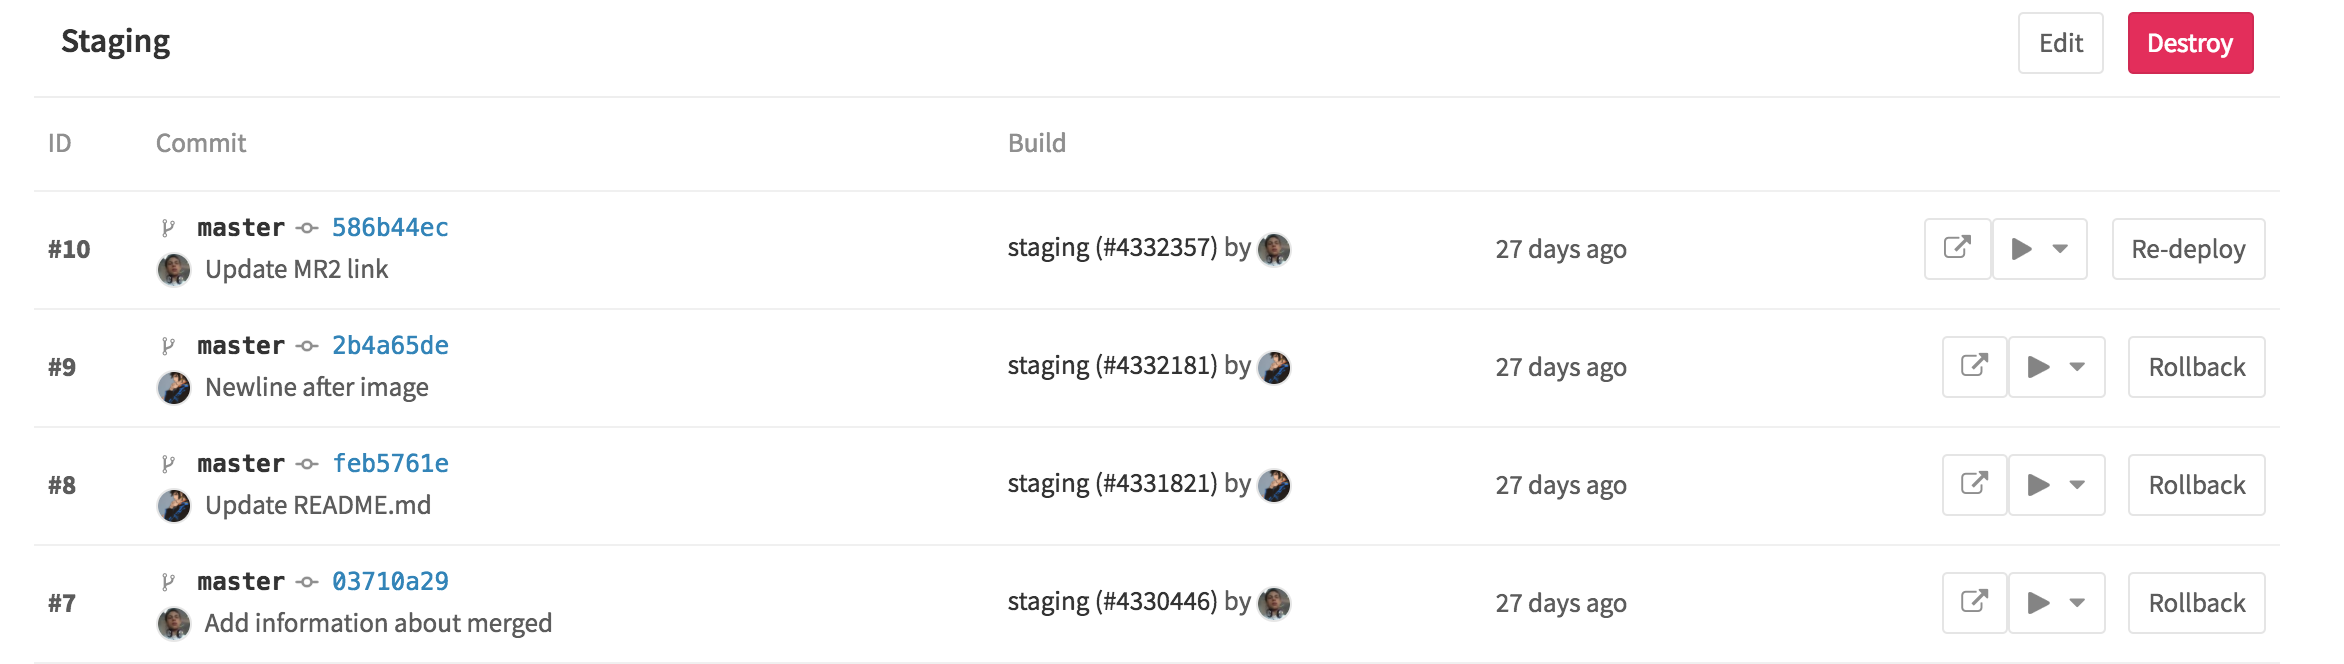 Staging
Edit
Destroy
ID
Commit
Build
#10
master 586b44ec
Update MR2 link
staging (#4332357) by
27 days ago
Re-deploy
#9
master 2b4a65de
Newline after image
staging (#4332181) by
27 days ago
Rollback
#8
master feb5761e
Update README.md
staging (#4331821) by
27 days ago
Rollback
#7
master 03710a29
Add information about merged
staging (#4330446) by
27 days ago
Rollback